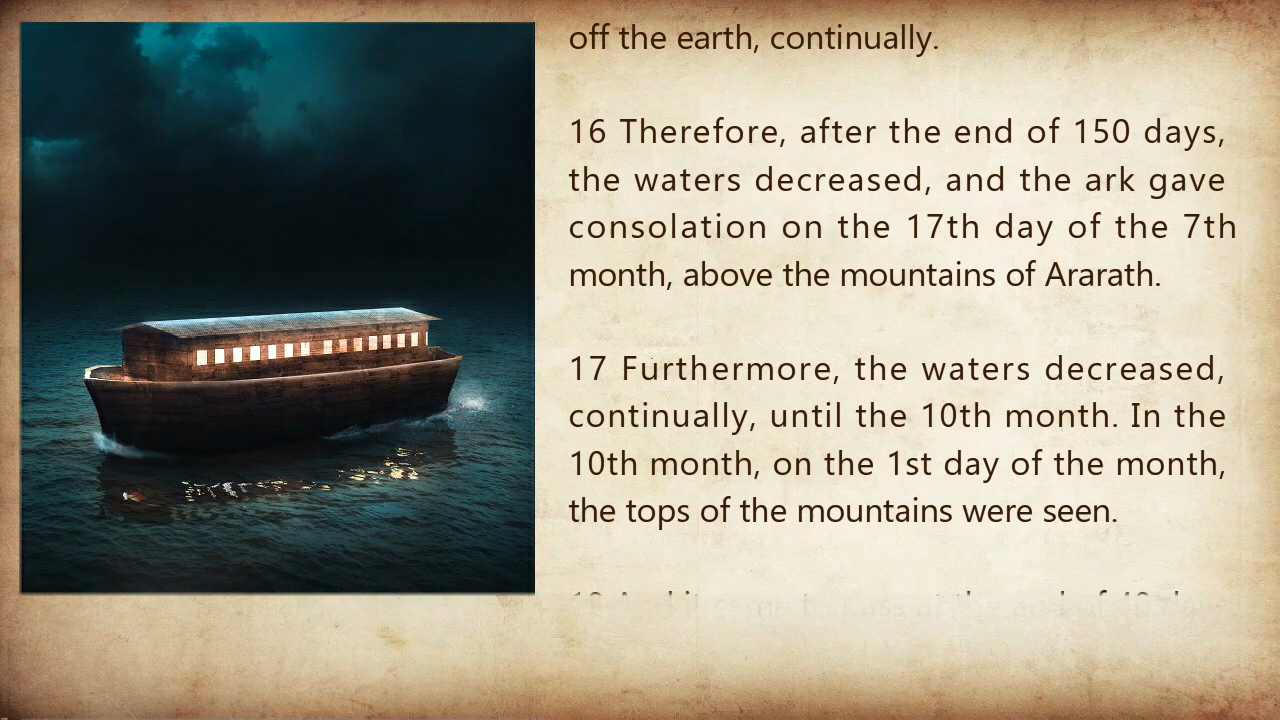 off the earth, continually.
16 Therefore, after the end of 150 days,
the waters decreased, and the ark gave
consolation on the 17th day of the 7th
month, above the mountains of Ararath.
17 Furthermore, the waters decreased,
continually, until the 10th month. In the
10th month, on the 1st day of the month,
the tops of the mountains were seen.